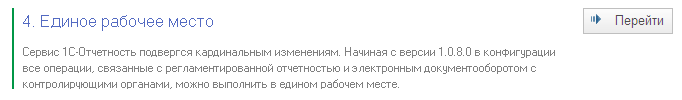 4. Единое рабочее место
Перейти
Сервис 1С-Отчетность подвергся кардинальным изменениям. Начиная с версии 1.0.8.0 в конфигурации
все операции, связанные с регламентированной отчетностью и электронным документооборотом с
контролирующими органами, можно выполнить в едином рабочем месте.